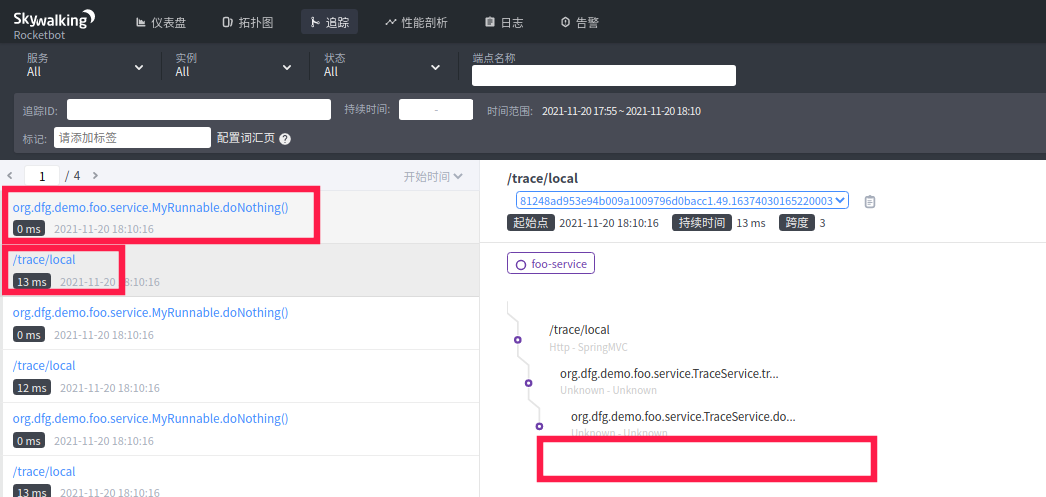 Skywalking
Rocketbot
仪表盘
拓扑图
追踪
性能剖析
日志
告警
服务
All
实例
All
状态
All
端点名称
追踪ID:
持续时间:
-
时间范围:
2021-11-20 17:55 ~ 2021-11-20 18:10
标记:
请添加标签
配置词汇页 ?
1 / 4
开始时间
org.dfg.demo.foo.service.MyRunnable.doNothing()
0 ms 2021-11-20 18:10:16
/trace/local
13 ms 2021-11-20 18:10:16
org.dfg.demo.foo.service.MyRunnable.doNothing()
0 ms 2021-11-20 18:10:16
/trace/local
12 ms 2021-11-20 18:10:16
org.dfg.demo.foo.service.MyRunnable.doNothing()
0 ms 2021-11-20 18:10:16
/trace/local
13 ms 2021-11-20 18:10:16
/trace/local
81248ad953e94b009a1009796d0bacc1.49.16374030165220003
起始点 2021-11-20 18:10:16 持续时间 13 ms 跨度 3
foo-service
/trace/local
Http - SpringMVC
org.dfg.demo.foo.service.TraceService.tr...
Unknown - Unknown
org.dfg.demo.foo.service.TraceService.do...
Unknown - Unknown